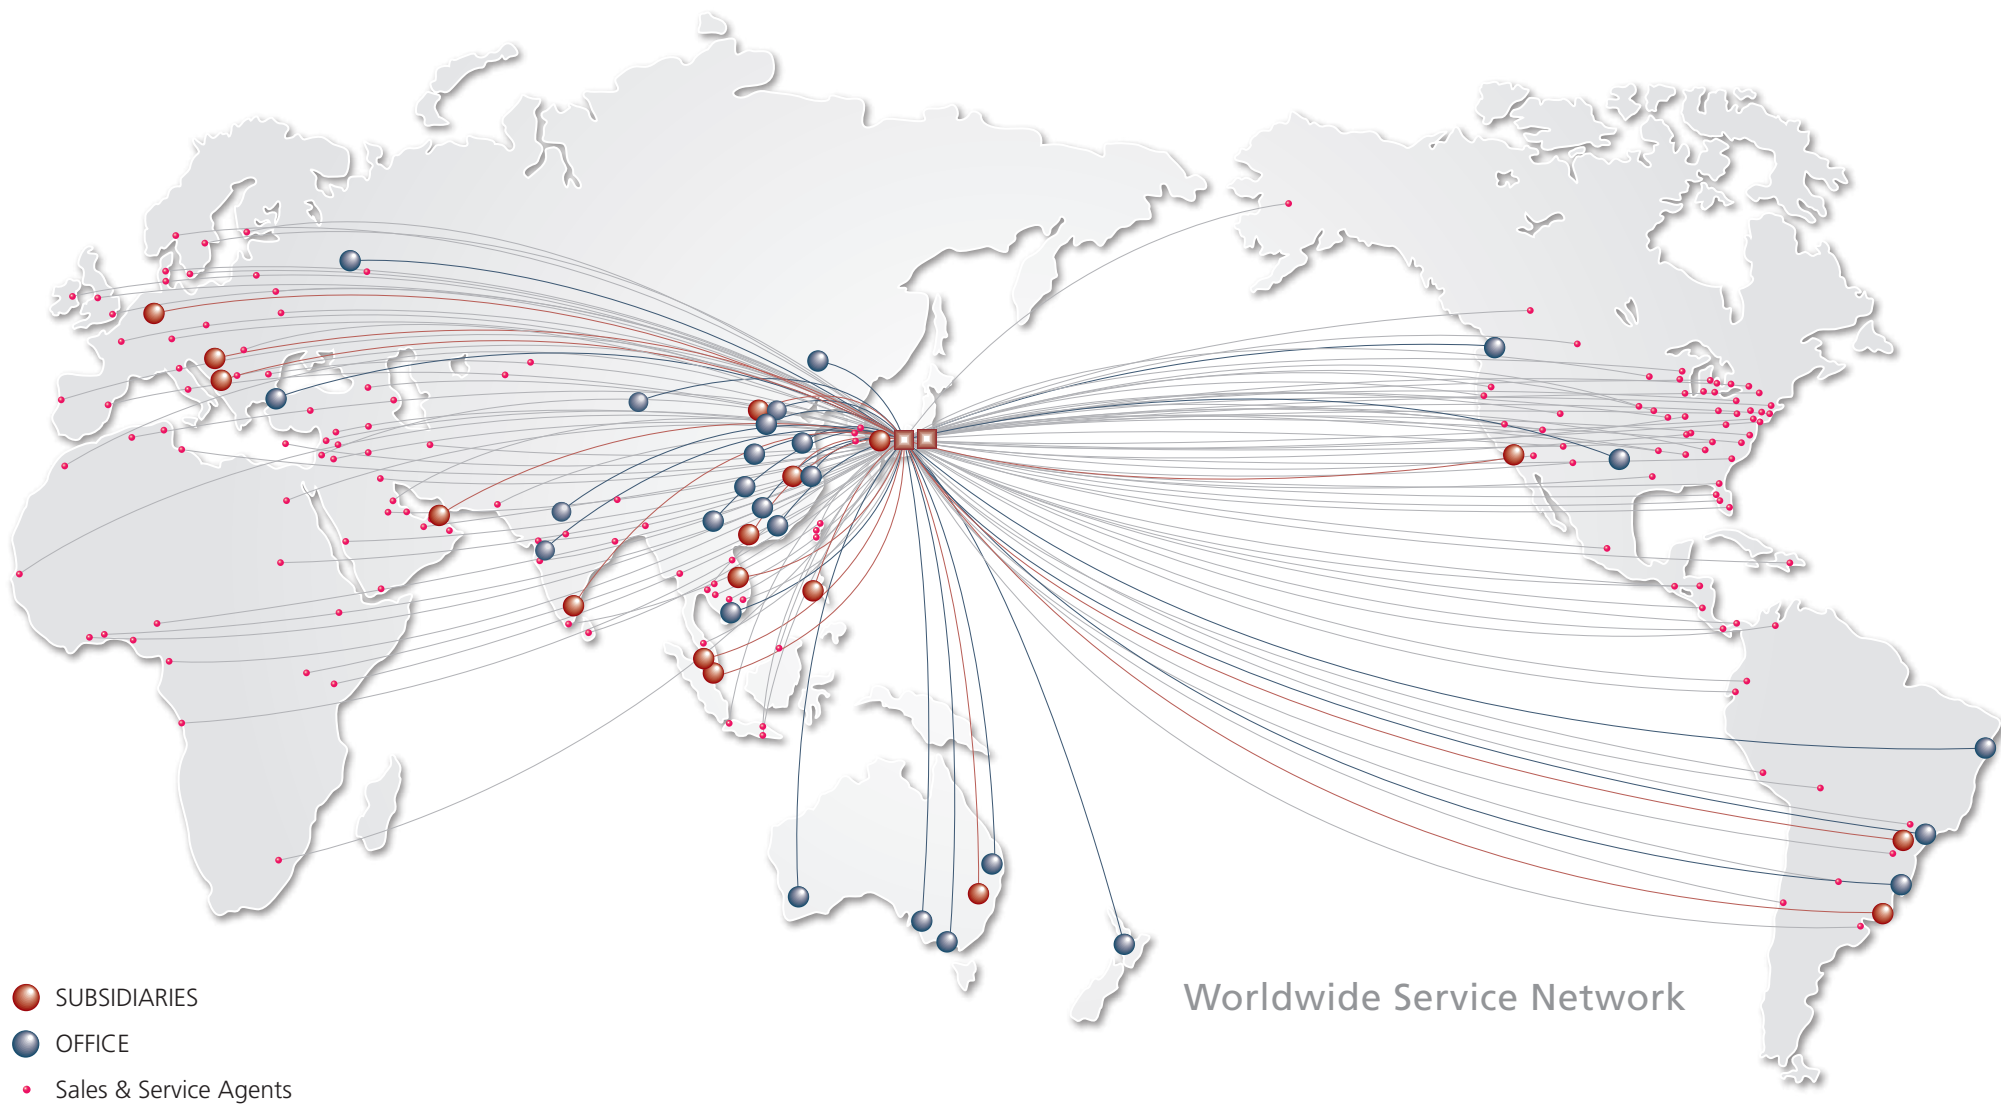 Worldwide Service Network
SUBSIDIARIES
OFFICE
Sales & Service Agents